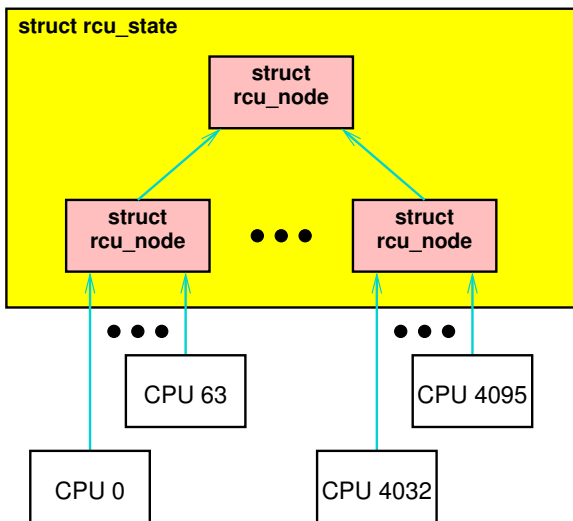 struct rcu_state
struct
rcu_node
struct
rcu_node
struct
rcu_node
CPU 63
CPU 4095
CPU 0
CPU 4032